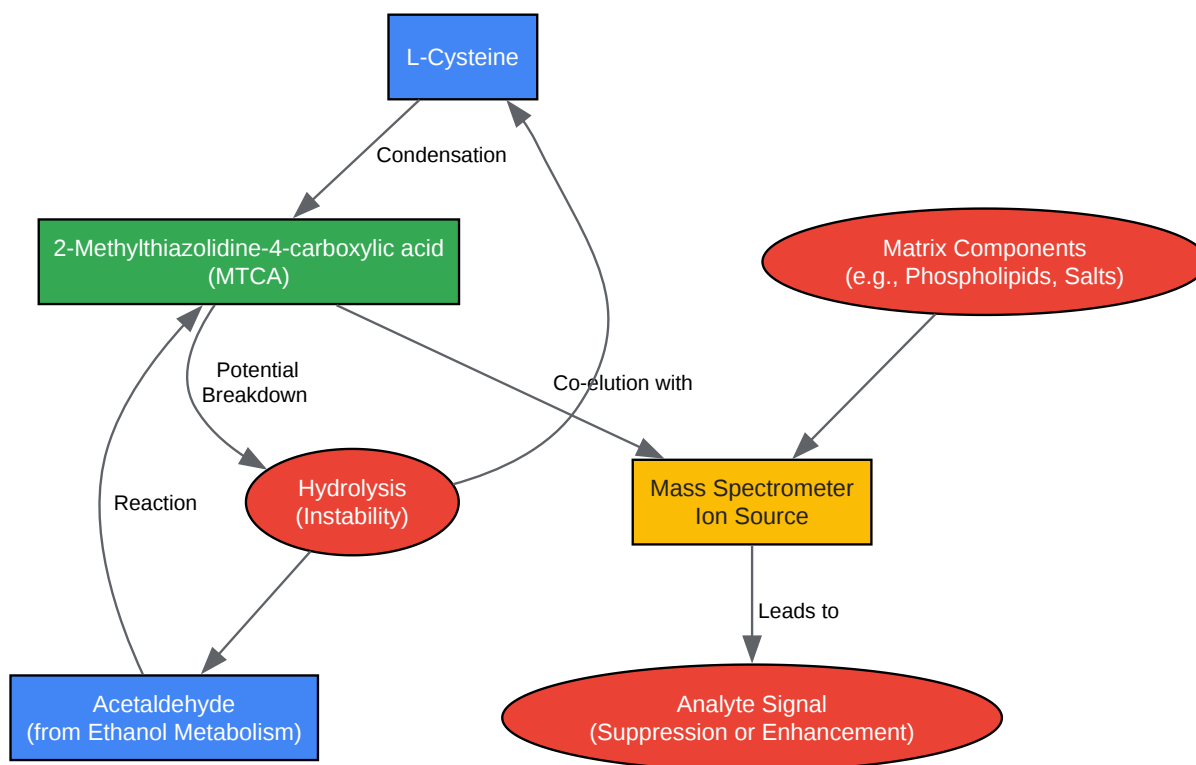 L-Cysteine
Condensation
2-Methylthiazolidine-4-carboxylic acid
(MTCA)
Matrix Components
(e.g., Phospholipids, Salts)
Potential
Breakdown
Co-elution with
Hydrolysis
(Instability)
Mass Spectrometer
Ion Source
Reaction
Leads to
Acetaldehyde
(from Ethanol Metabolism)
Analyte Signal
(Suppression or Enhancement)